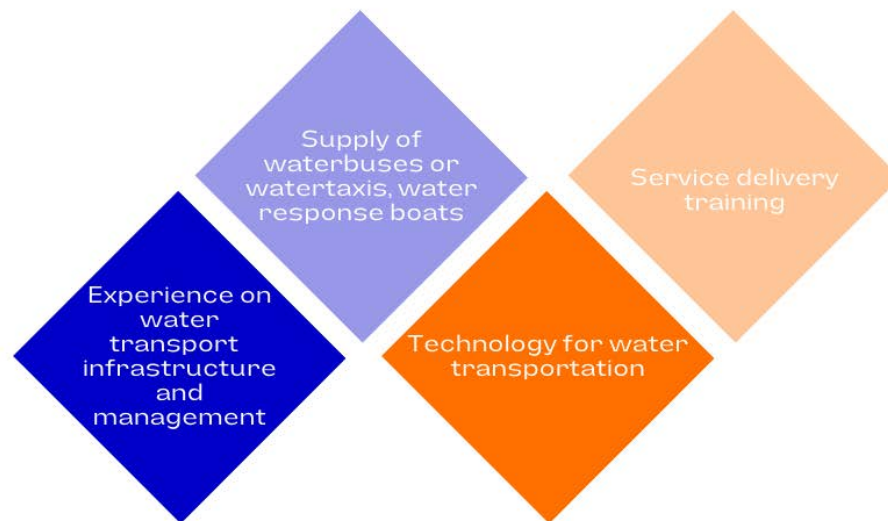 Experience on
water
transport
infrastructure
and
management
Supply of
waterbuses or
watertaxis, water
response boats
Technology for water
transportation
Service delivery
training